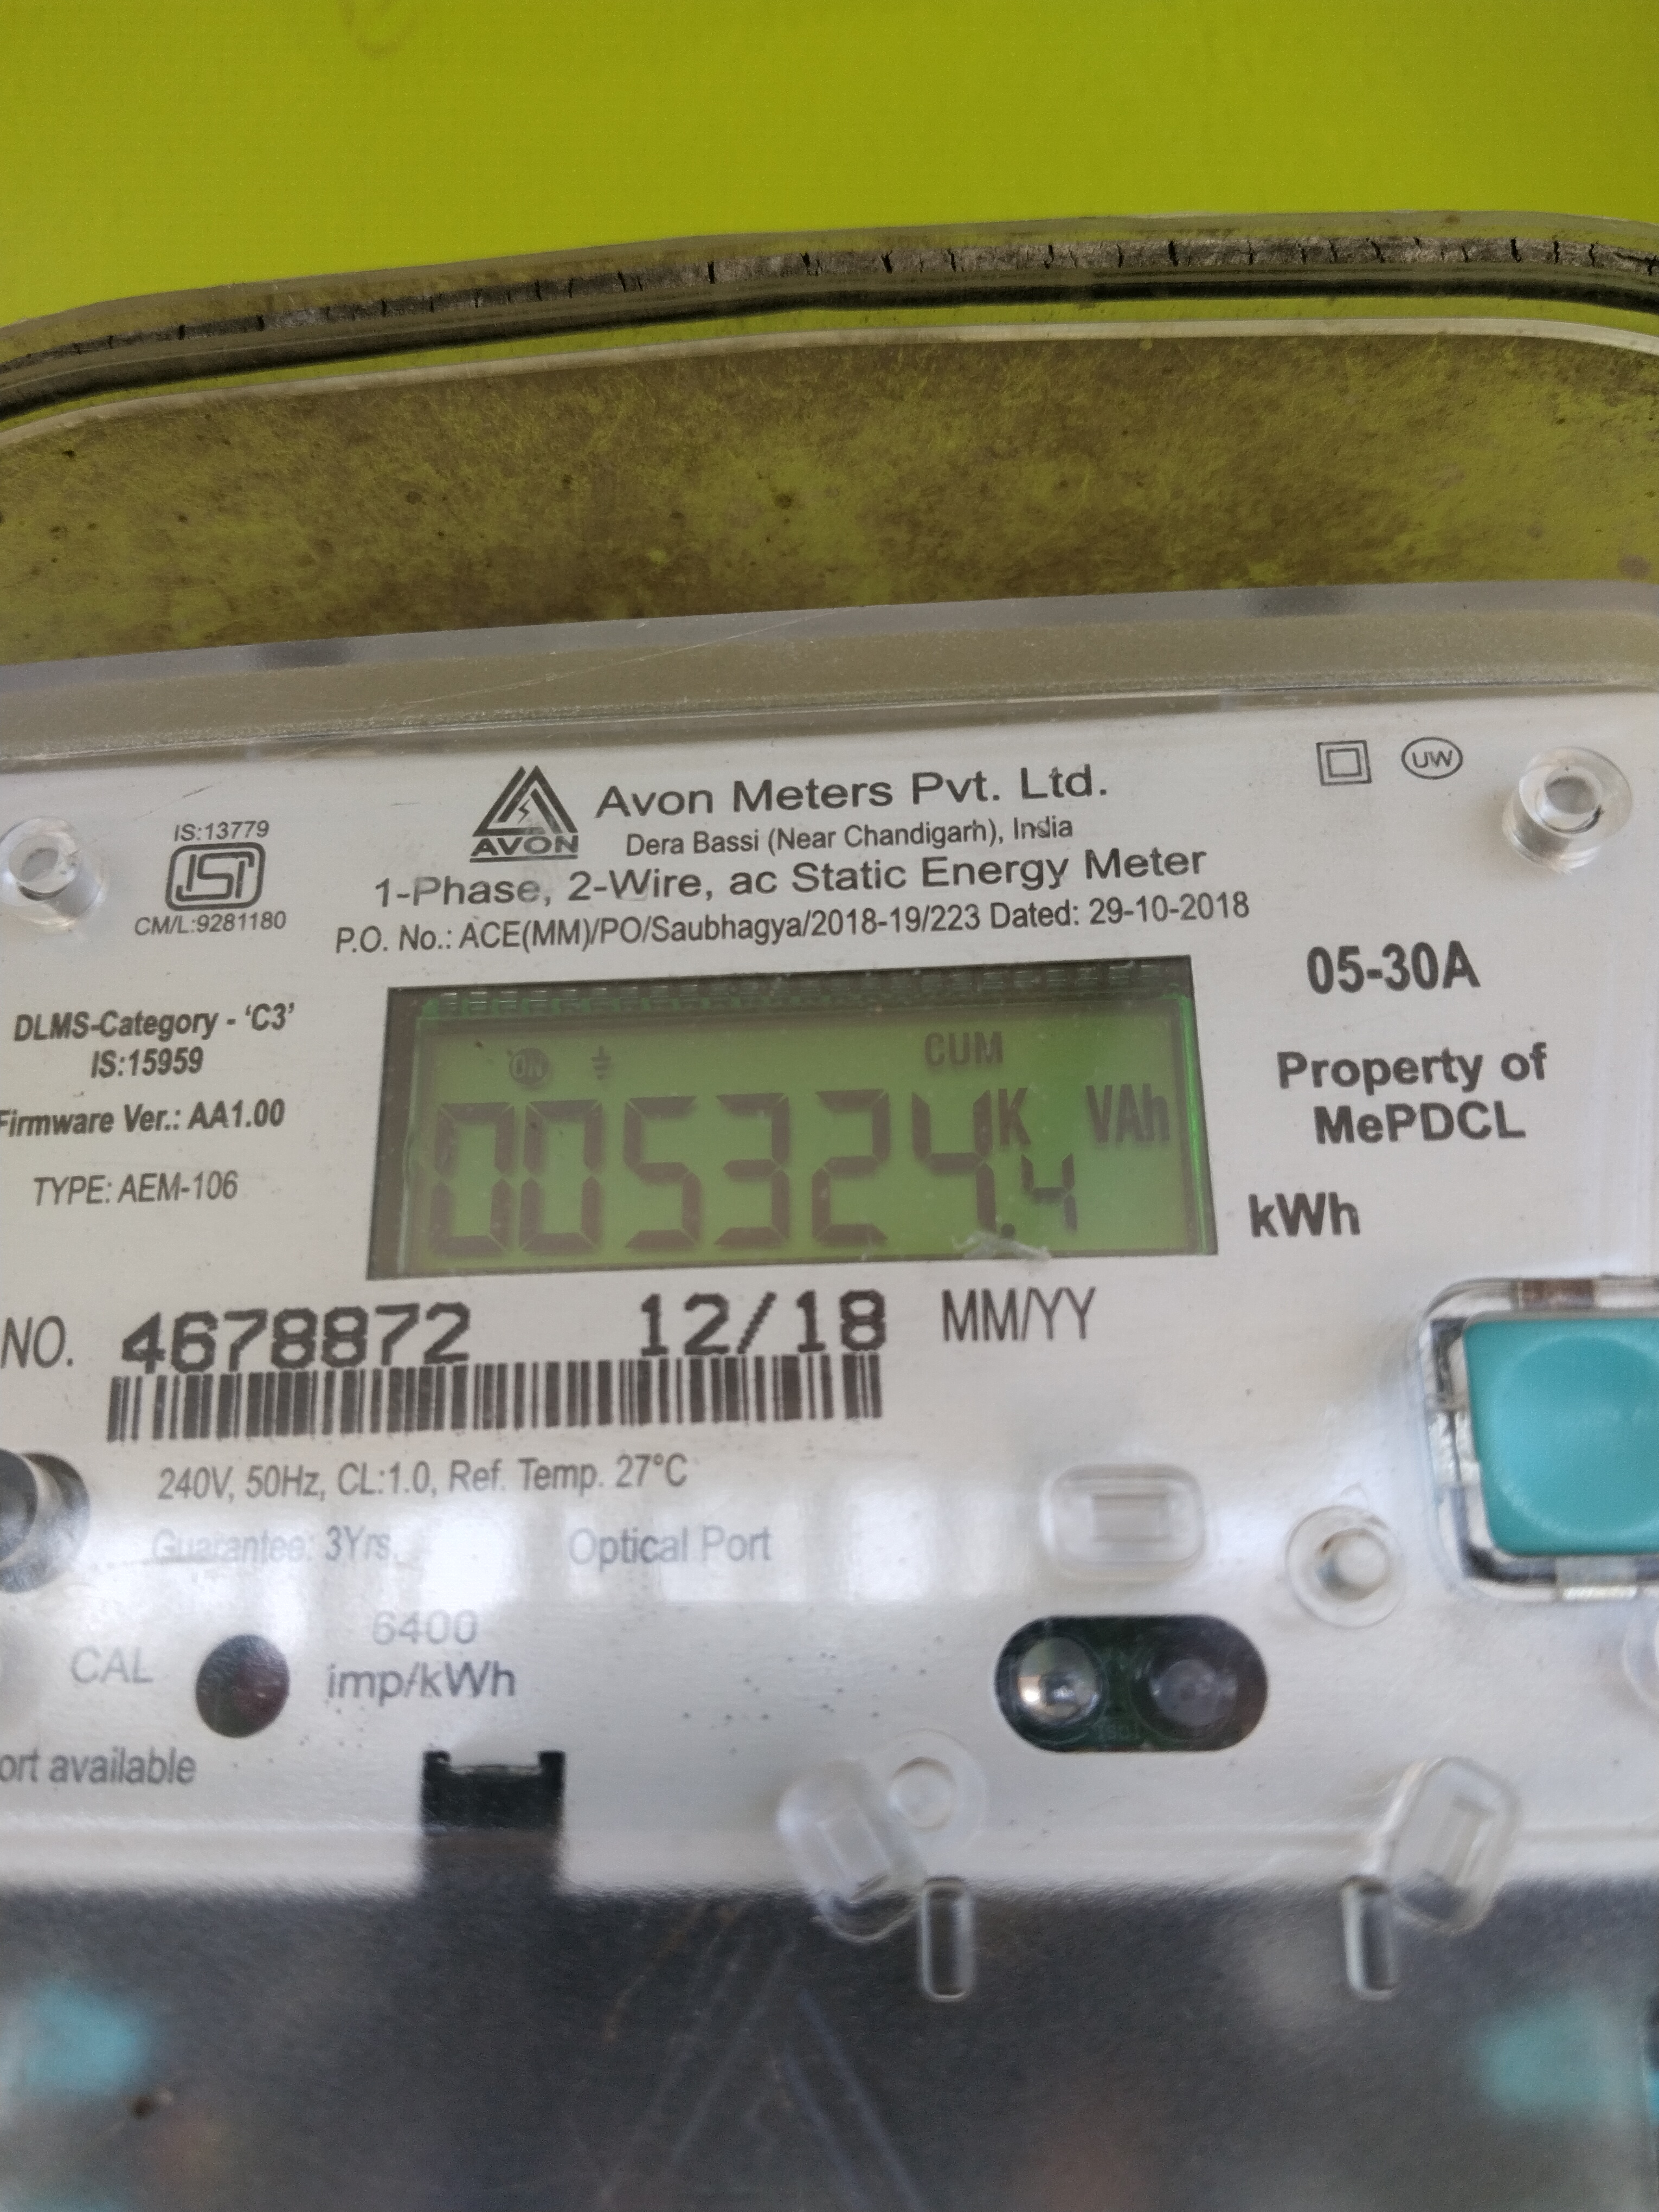 UW
AVON
Avon Meters Pvt. Ltd.
Dera Bassi (Near Chandigarh), India
1-Phase, 2-Wire, ac Static Energy Meter
P.O. No.: ACE(MM)/PO/Saubhagya/2018-19/223 Dated: 29-10-2018
IS:13779
ISI
CM/L:9281180
05-30A
DLMS-Category - ‘C3’
IS:15959
Firmware Ver.: AA1.00
TYPE: AEM-106
ON CUM
005324.4 K VAh
Property of
MePDCL
kWh
NO. 4678872 12/18 MM/YY
240V, 50Hz, CL:1.0, Ref. Temp. 27°C
Guarantee: 3Yrs. Optical Port
CAL 6400
imp/kWh
ort available